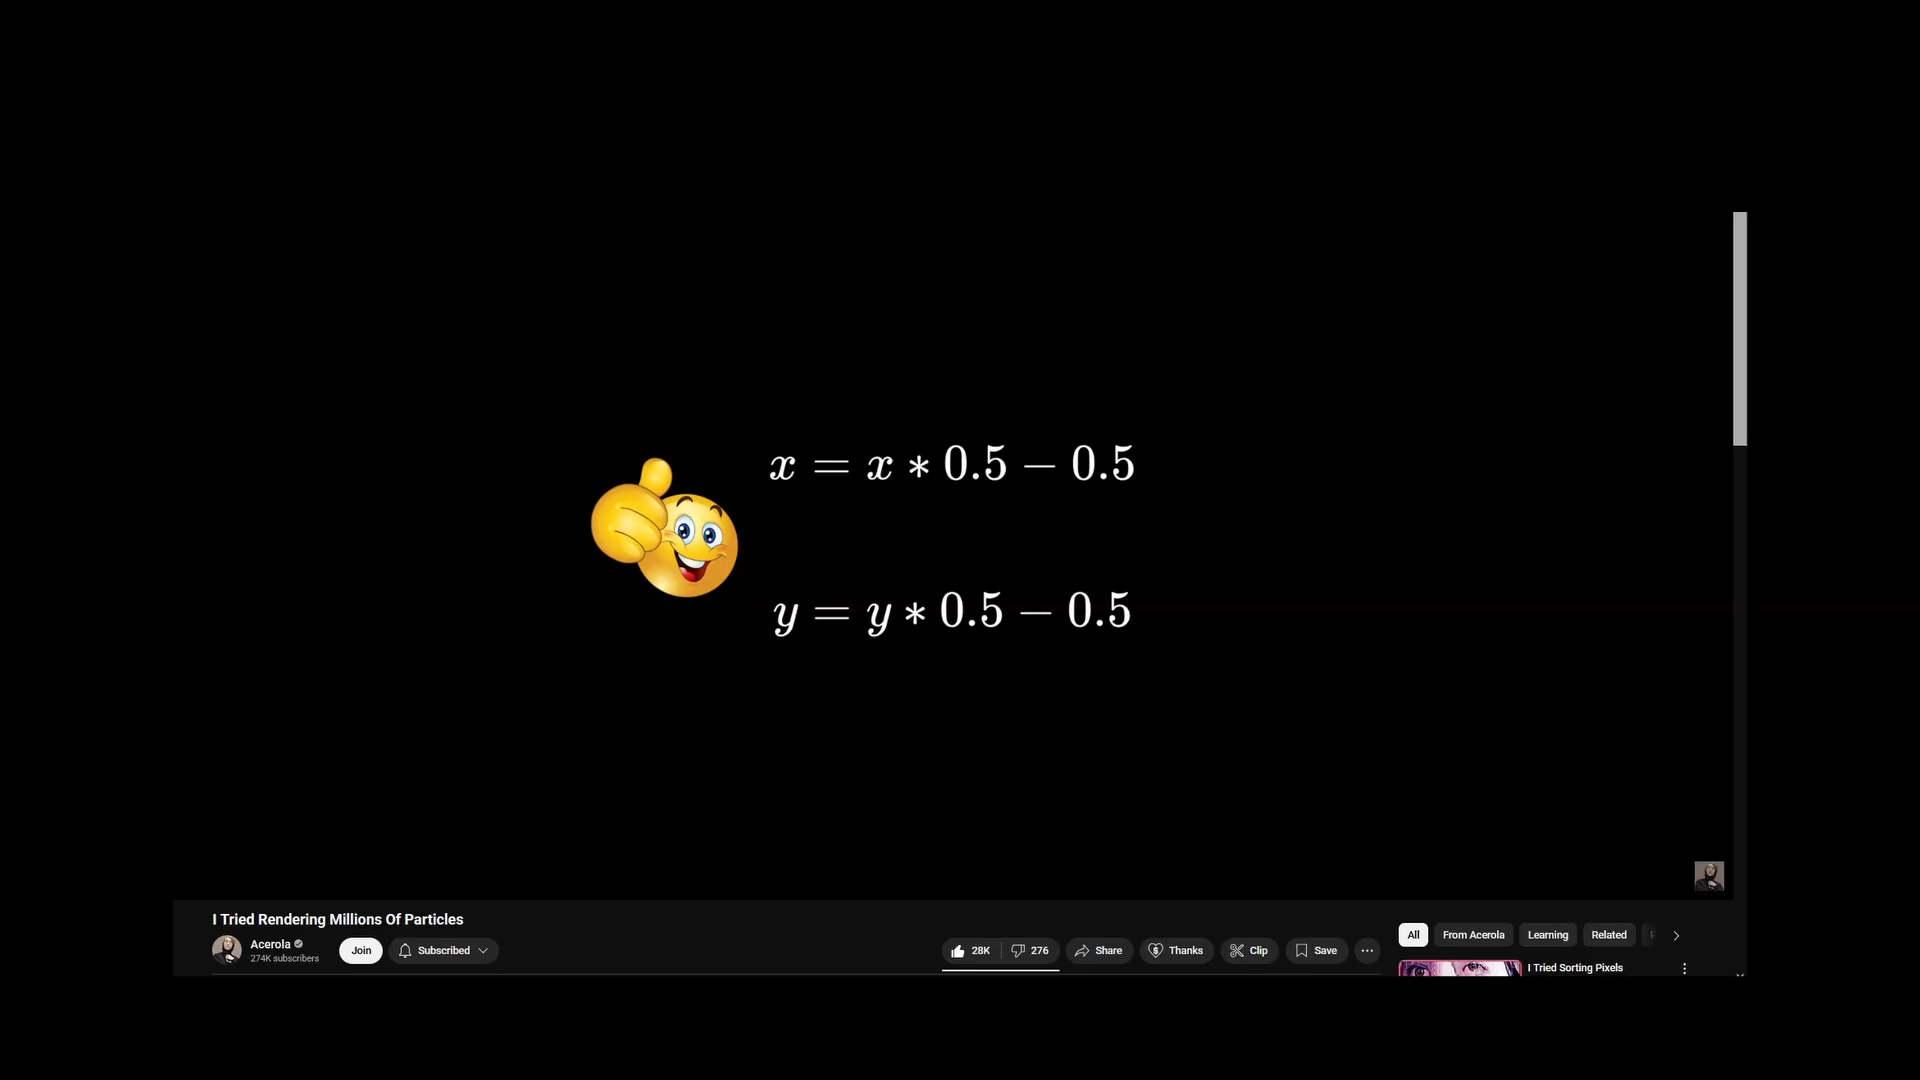 x = x * 0.5 − 0.5
y = y * 0.5 − 0.5
I Tried Rendering Millions Of Particles
Acerola
274K subscribers
Join
Subscribed
28K
276
Share
Thanks
Clip
Save
All
From Acerola
Learning
Related
I Tried Sorting Pixels